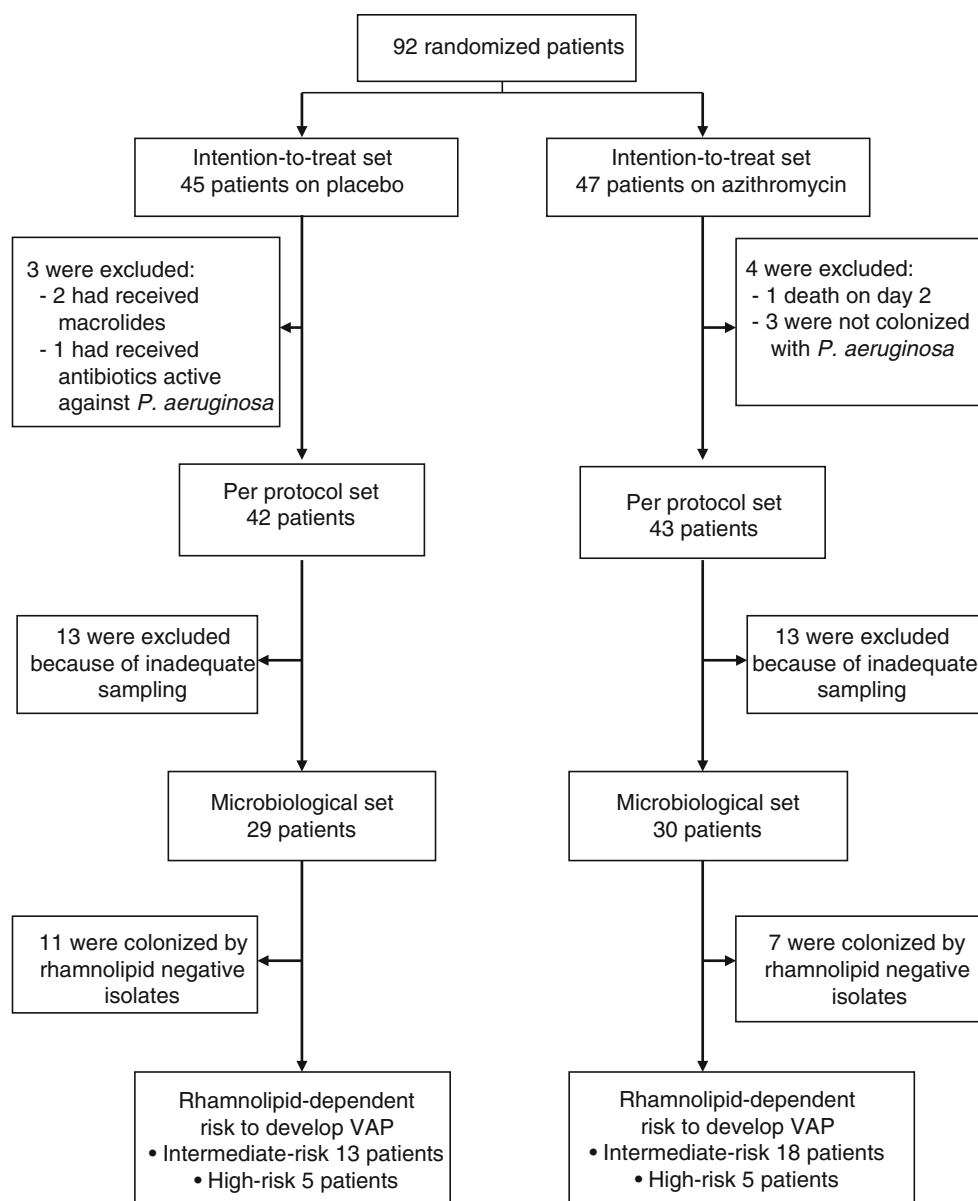 92 randomized patients
Intention-to-treat set
45 patients on placebo
Intention-to-treat set
47 patients on azithromycin
3 were excluded:
- 2 had received
macrolides
- 1 had received
antibiotics active
against P. aeruginosa
4 were excluded:
- 1 death on day 2
- 3 were not colonized
with P. aeruginosa
Per protocol set
42 patients
Per protocol set
43 patients
13 were excluded
because of inadequate
sampling
13 were excluded
because of inadequate
sampling
Microbiological set
29 patients
Microbiological set
30 patients
11 were colonized by
rhamnolipid negative
isolates
7 were colonized by
rhamnolipid negative
isolates
Rhamnolipid-dependent
risk to develop VAP
• Intermediate-risk 13 patients
• High-risk 5 patients
Rhamnolipid-dependent
risk to develop VAP
• Intermediate-risk 18 patients
• High-risk 5 patients